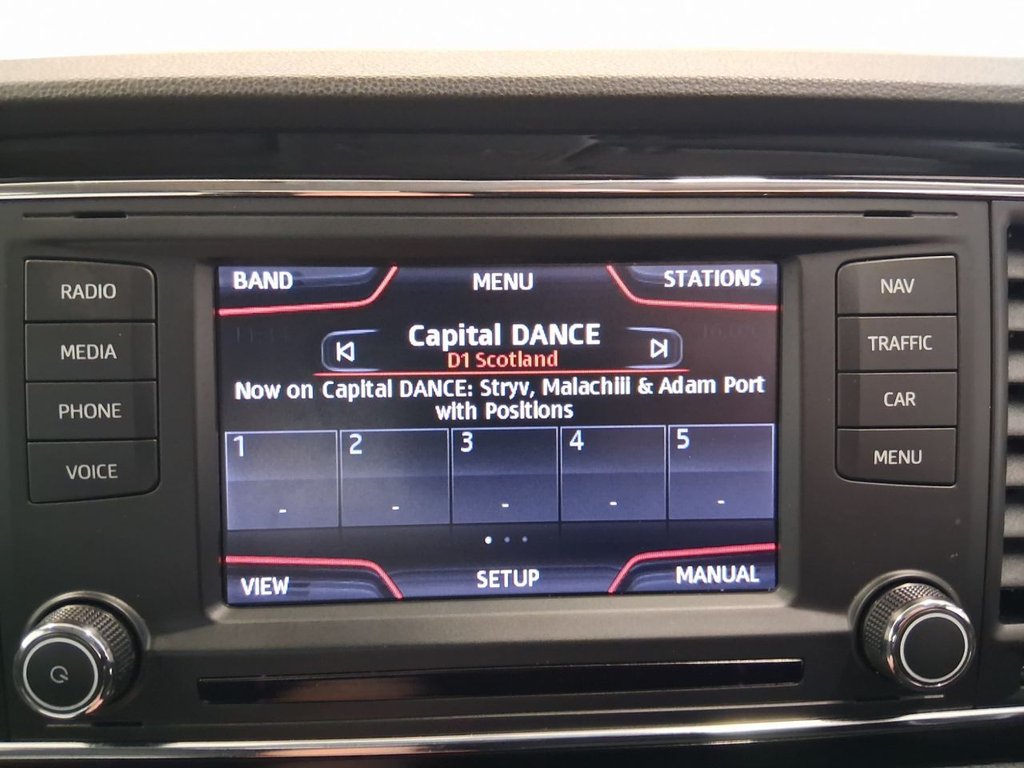 BAND
MENU
STATIONS
RADIO
NAV
Capital DANCE
D1 Scotland
MEDIA
TRAFFIC
Now on Capital DANCE: Stryv, Malachiii & Adam Port
with Positions
PHONE
CAR
1 2 3 4 5
VOICE
MENU
- - - - -
VIEW
SETUP
MANUAL